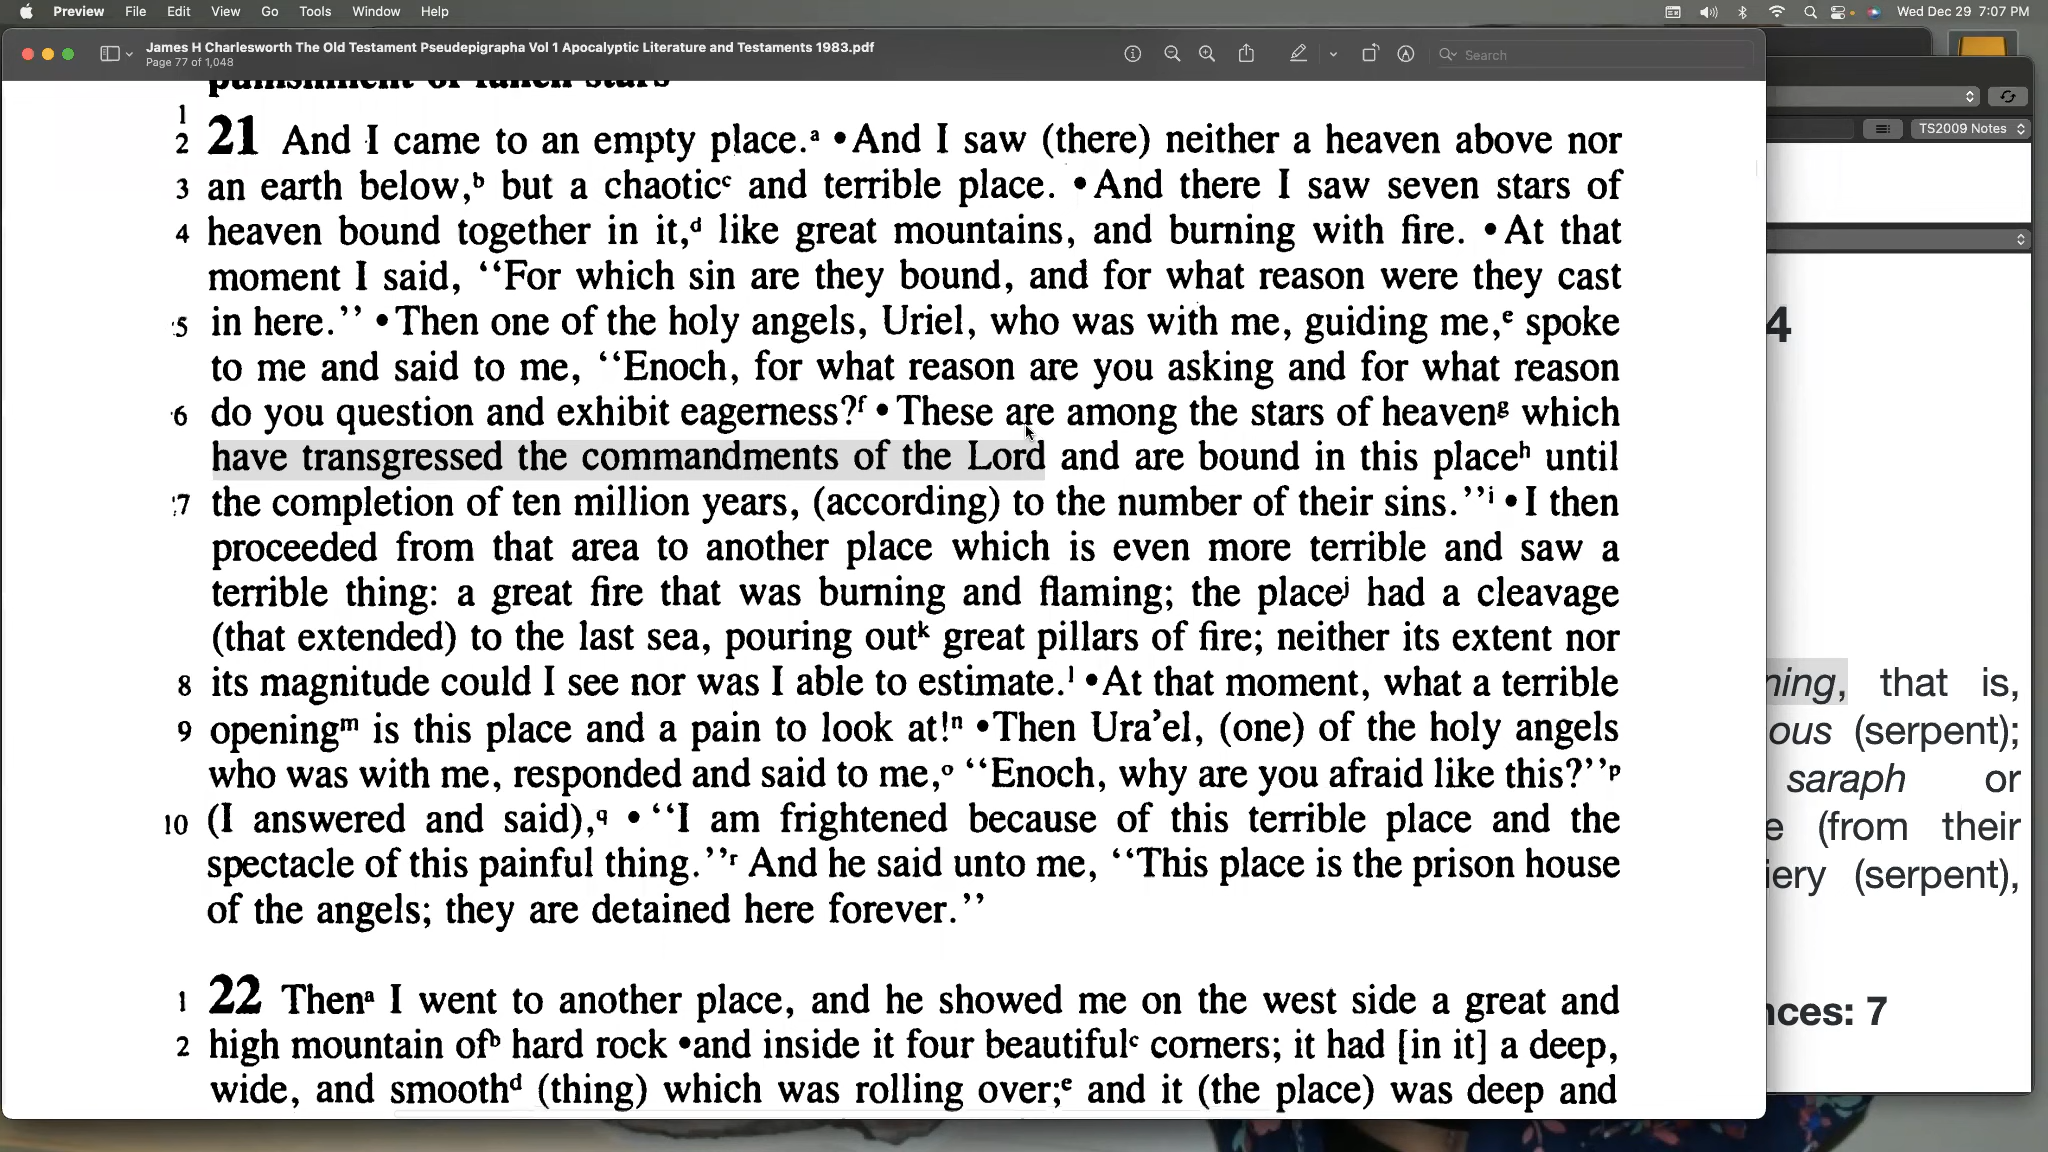 Preview File Edit View Go Tools Window Help
Wed Dec 29 7:07 PM
James H Charlesworth The Old Testament Pseudepigrapha Vol 1 Apocalyptic Literature and Testaments 1983.pdf
Page 77 of 1,048
Search
punishment of fallen stars
1
2 21 And I came to an empty place.ᵃ •And I saw (there) neither a heaven above nor
3 an earth below,ᵇ but a chaoticᶜ and terrible place. •And there I saw seven stars of
4 heaven bound together in it,ᵈ like great mountains, and burning with fire. •At that
moment I said, ‘‘For which sin are they bound, and for what reason were they cast
5 in here.’’ •Then one of the holy angels, Uriel, who was with me, guiding me,ᵉ spoke
to me and said to me, ‘‘Enoch, for what reason are you asking and for what reason
6 do you question and exhibit eagerness?ᶠ •These are among the stars of heavenᵍ which
have transgressed the commandments of the Lord and are bound in this placeʰ until
7 the completion of ten million years, (according) to the number of their sins.’’ⁱ •I then
proceeded from that area to another place which is even more terrible and saw a
terrible thing: a great fire that was burning and flaming; the placeʲ had a cleavage
(that extended) to the last sea, pouring outᵏ great pillars of fire; neither its extent nor
8 its magnitude could I see nor was I able to estimate.ˡ •At that moment, what a terrible
9 openingᵐ is this place and a pain to look at!ⁿ •Then Ura’el, (one) of the holy angels
who was with me, responded and said to me,ᵒ ‘‘Enoch, why are you afraid like this?’’ᵖ
10 (I answered and said),q • ‘‘I am frightened because of this terrible place and the
spectacle of this painful thing.’’ʳ And he said unto me, ‘‘This place is the prison house
of the angels; they are detained here forever.’’
1 22 Thenᵃ I went to another place, and he showed me on the west side a great and
2 high mountain ofᵇ hard rock •and inside it four beautifulᶜ corners; it had [in it] a deep,
wide, and smoothᵈ (thing) which was rolling over;ᵉ and it (the place) was deep and
TS2009 Notes
4
ning, that is,
ous (serpent);
saraph or
e (from their
iery (serpent),
nces: 7